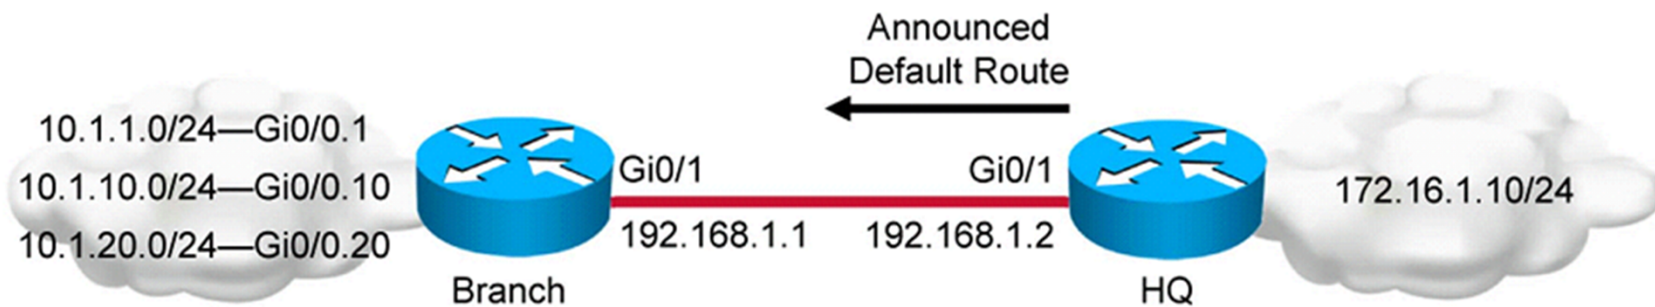 Announced
Default Route
10.1.1.0/24—Gi0/0.1
10.1.10.0/24—Gi0/0.10
10.1.20.0/24—Gi0/0.20
Gi0/1
Gi0/1
192.168.1.1
192.168.1.2
172.16.1.10/24
Branch
HQ